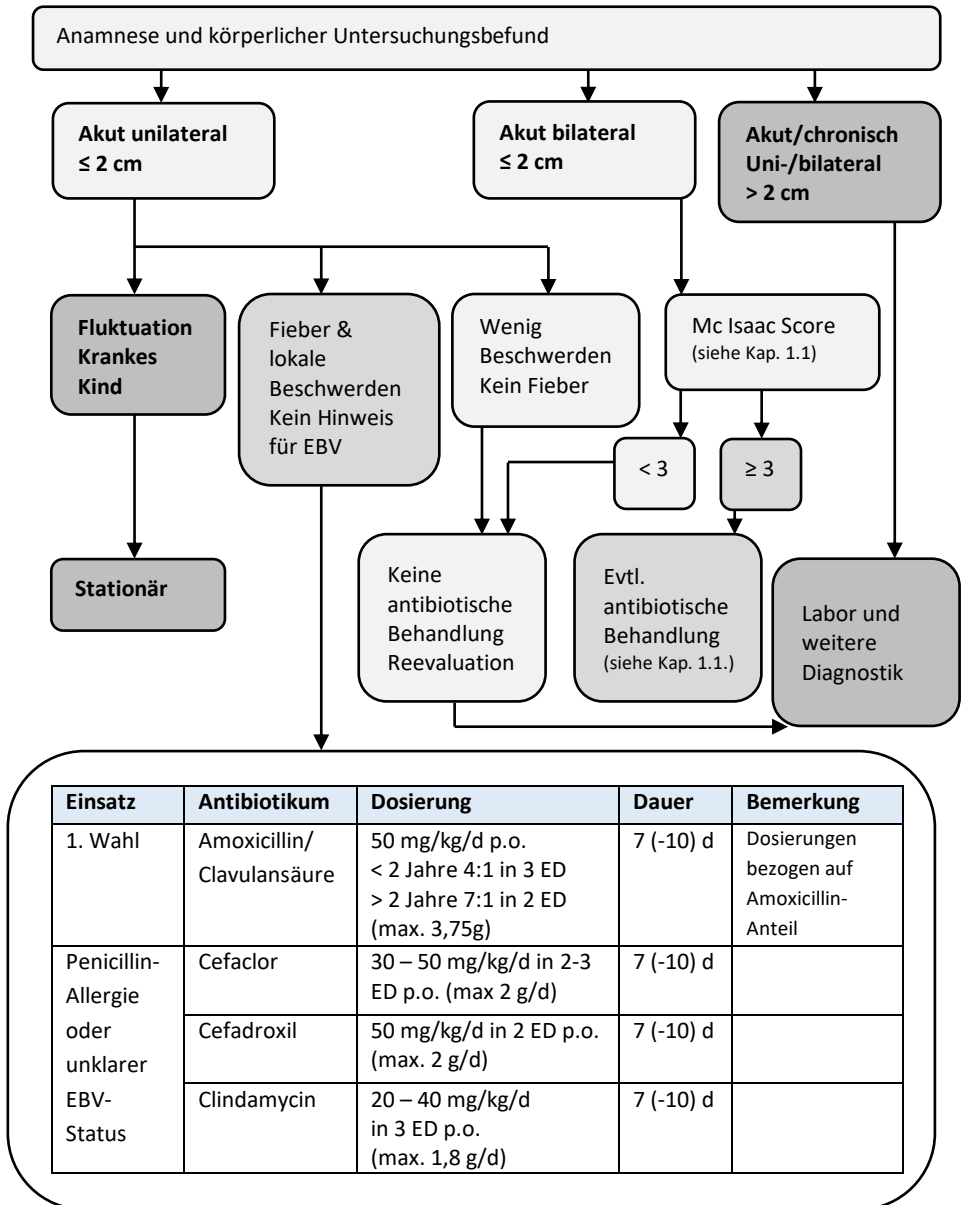 Anamnese und körperlicher Untersuchungsbefund
Akut unilateral
≤ 2 cm
Akut bilateral
≤ 2 cm
Akut/chronisch
Uni-/bilateral
> 2 cm
Fluktuation
Krankes
Kind
Fieber &
lokale
Beschwerden
Kein Hinweis
für EBV
Wenig
Beschwerden
Kein Fieber
Mc Isaac Score
(siehe Kap. 1.1)
< 3
≥ 3
Stationär
Keine
antibiotische
Behandlung
Reevaluation
Evtl.
antibiotische
Behandlung
(siehe Kap. 1.1.)
Labor und
weitere
Diagnostik
Einsatz Antibiotikum Dosierung Dauer Bemerkung
1. Wahl
Amoxicillin/
Clavulansäure
50 mg/kg/d p.o.
< 2 Jahre 4:1 in 3 ED
> 2 Jahre 7:1 in 2 ED
(max. 3,75g)
7 (-10) d
Dosierungen
bezogen auf
Amoxicillin-
Anteil
Penicillin-
Allergie
oder
unklarer
EBV-
Status
Cefaclor
30 – 50 mg/kg/d in 2-3
ED p.o. (max 2 g/d)
7 (-10) d
Cefadroxil
50 mg/kg/d in 2 ED p.o.
(max. 2 g/d)
7 (-10) d
Clindamycin
20 – 40 mg/kg/d
in 3 ED p.o.
(max. 1,8 g/d)
7 (-10) d